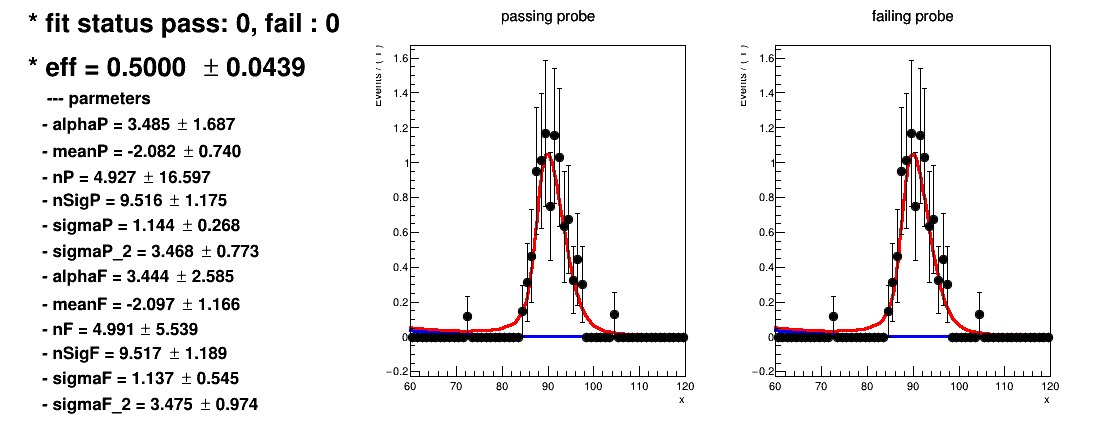 * fit status pass: 0, fail : 0
* eff = 0.5000 ± 0.0439
--- parmeters
- alphaP = 3.485 ± 1.687
- meanP = -2.082 ± 0.740
- nP = 4.927 ± 16.597
- nSigP = 9.516 ± 1.175
- sigmaP = 1.144 ± 0.268
- sigmaP_2 = 3.468 ± 0.773
- alphaF = 3.444 ± 2.585
- meanF = -2.097 ± 1.166
- nF = 4.991 ± 5.539
- nSigF = 9.517 ± 1.189
- sigmaF = 1.137 ± 0.545
- sigmaF_2 = 3.475 ± 0.974
passing probe
Events / ( 1 )
1.6
1.4
1.2
1
0.8
0.6
0.4
0.2
0
−0.2
60 70 80 90 100 110 120
x
failing probe
Events / ( 1 )
1.6
1.4
1.2
1
0.8
0.6
0.4
0.2
0
−0.2
60 70 80 90 100 110 120
x